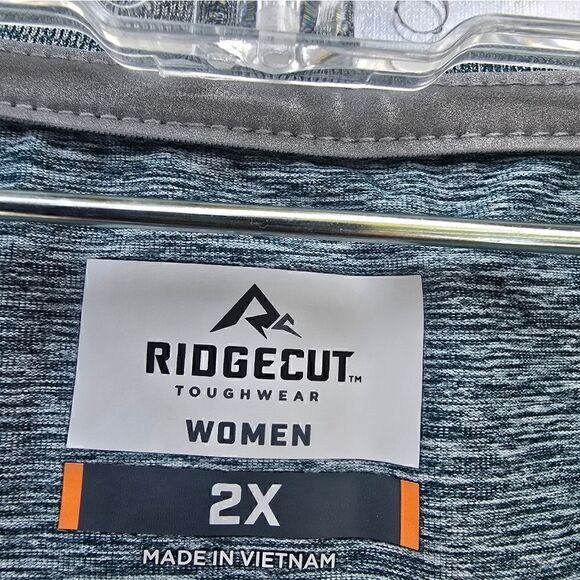 RIDGECUT™
TOUGHWEAR
WOMEN
2X
MADE IN VIETNAM